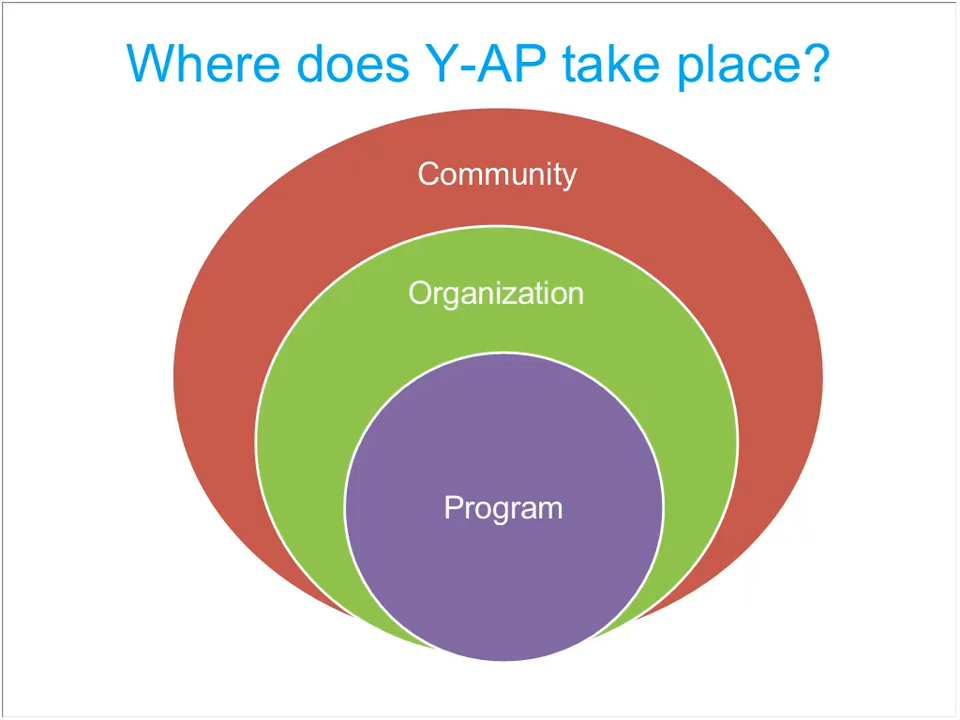 Where does Y-AP take place?
Community
Organization
Program